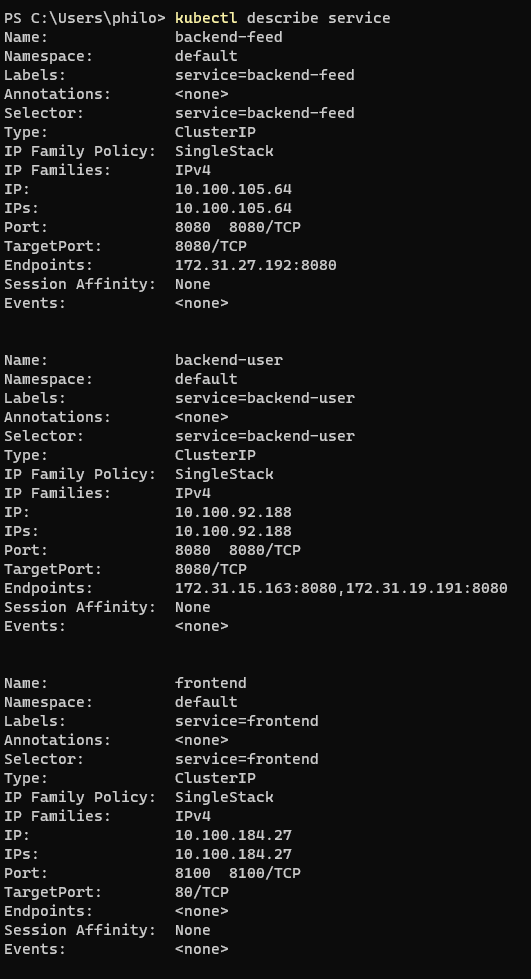 PS C:\Users\philo> kubectl describe service
Name:              backend-feed
Namespace:         default
Labels:            service=backend-feed
Annotations:       <none>
Selector:          service=backend-feed
Type:              ClusterIP
IP Family Policy:  SingleStack
IP Families:       IPv4
IP:                10.100.105.64
IPs:               10.100.105.64
Port:              8080  8080/TCP
TargetPort:        8080/TCP
Endpoints:         172.31.27.192:8080
Session Affinity:  None
Events:            <none>
Name:              backend-user
Namespace:         default
Labels:            service=backend-user
Annotations:       <none>
Selector:          service=backend-user
Type:              ClusterIP
IP Family Policy:  SingleStack
IP Families:       IPv4
IP:                10.100.92.188
IPs:               10.100.92.188
Port:              8080  8080/TCP
TargetPort:        8080/TCP
Endpoints:         172.31.15.163:8080,172.31.19.191:8080
Session Affinity:  None
Events:            <none>
Name:              frontend
Namespace:         default
Labels:            service=frontend
Annotations:       <none>
Selector:          service=frontend
Type:              ClusterIP
IP Family Policy:  SingleStack
IP Families:       IPv4
IP:                10.100.184.27
IPs:               10.100.184.27
Port:              8100  8100/TCP
TargetPort:        80/TCP
Endpoints:         <none>
Session Affinity:  None
Events:            <none>